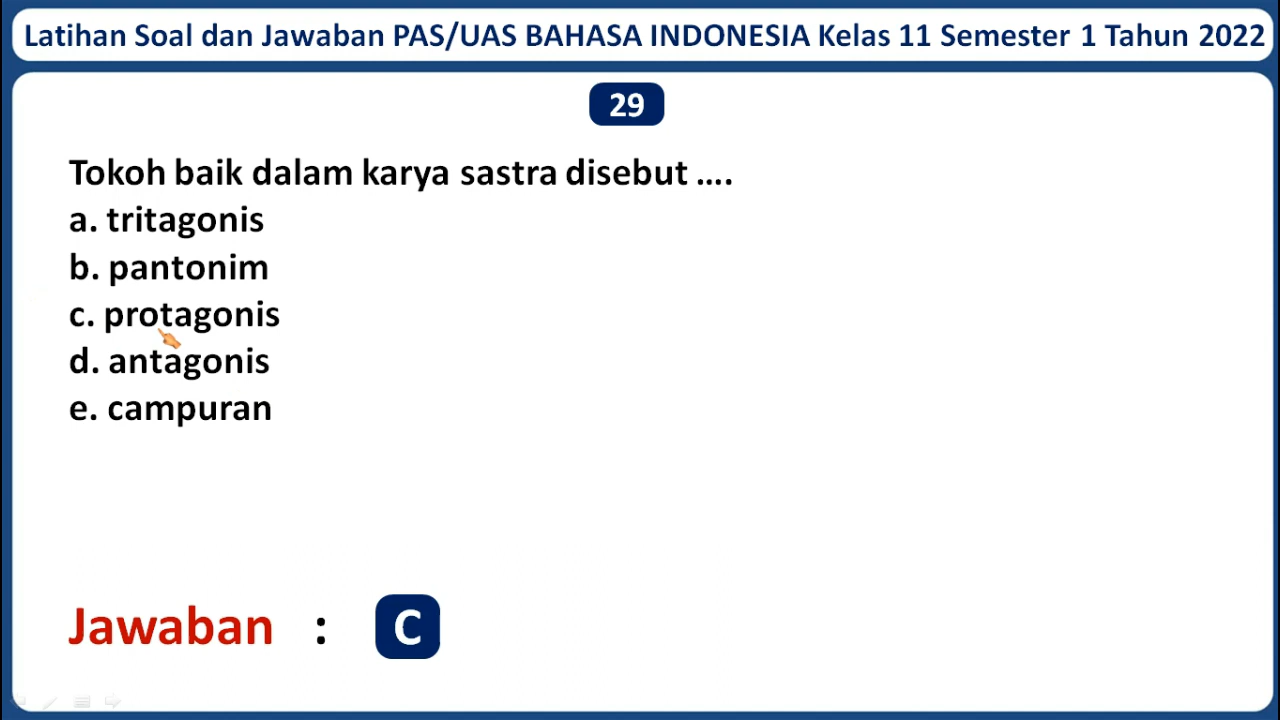 Latihan Soal dan Jawaban PAS/UAS BAHASA INDONESIA Kelas 11 Semester 1 Tahun 2022
29
Tokoh baik dalam karya sastra disebut ....
a. tritagonis
b. pantonim
c. protagonis
d. antagonis
e. campuran
Jawaban : C